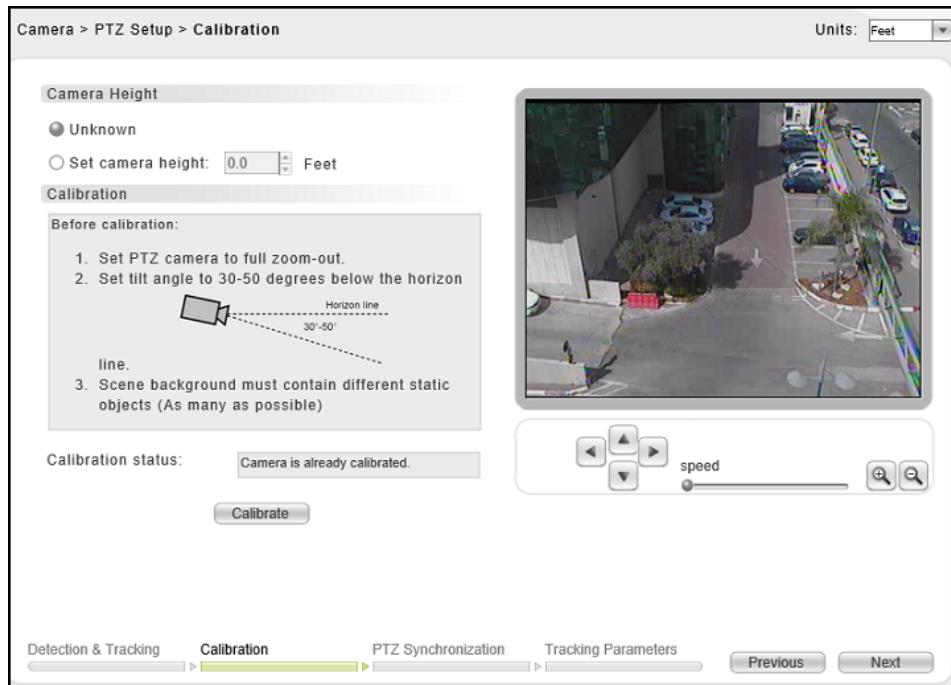 Camera > PTZ Setup > Calibration
Units: Feet
Camera Height
Unknown
Set camera height: 0.0 Feet
Calibration
Before calibration:
1. Set PTZ camera to full zoom-out.
2. Set tilt angle to 30-50 degrees below the horizon
Horizon line
30°-50°
line.
3. Scene background must contain different static
objects (As many as possible)
Calibration status: Camera is already calibrated.
speed
Calibrate
Detection & Tracking
Calibration
PTZ Synchronization
Tracking Parameters
Previous
Next